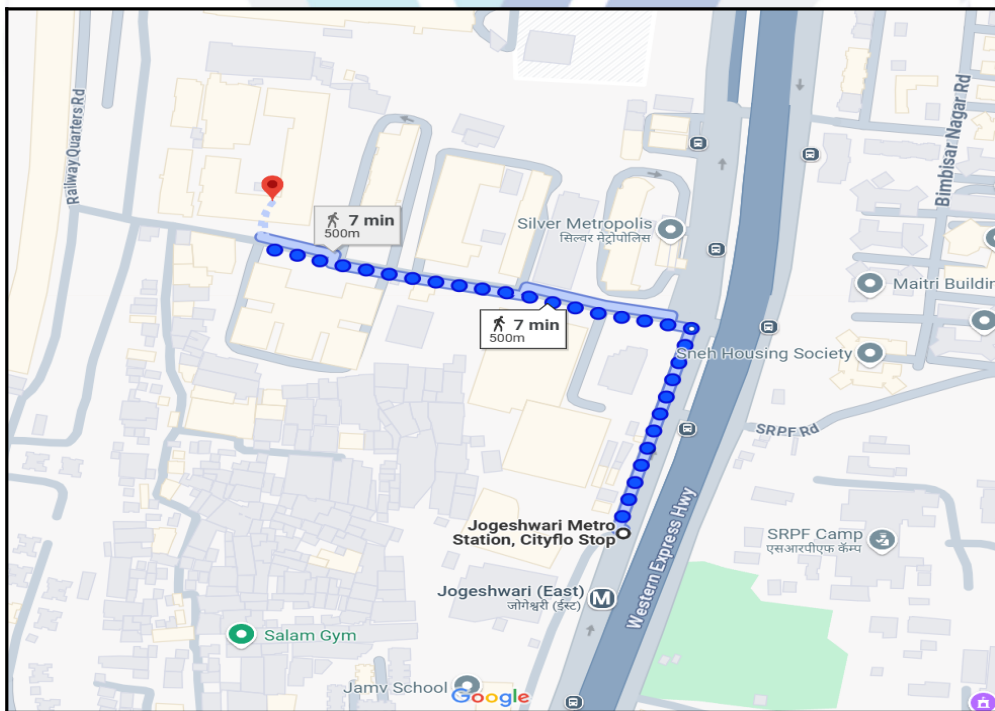 Railway Quarters Rd
Bimbisar Nagar Rd
7 min
500m
Silver Metropolis
सिल्वर मेट्रोपोलिस
Maitri Buildin
7 min
500m
Sneh Housing Society
SRPF Rd
Jogeshwari Metro
Station, Cityflo Stop
Western Express Hwy
SRPF Camp
एसआरपीएफ कॅम्प
Jogeshwari (East)
जोगेश्वरी (ईस्ट)
M
Salam Gym
Jamv School
Google